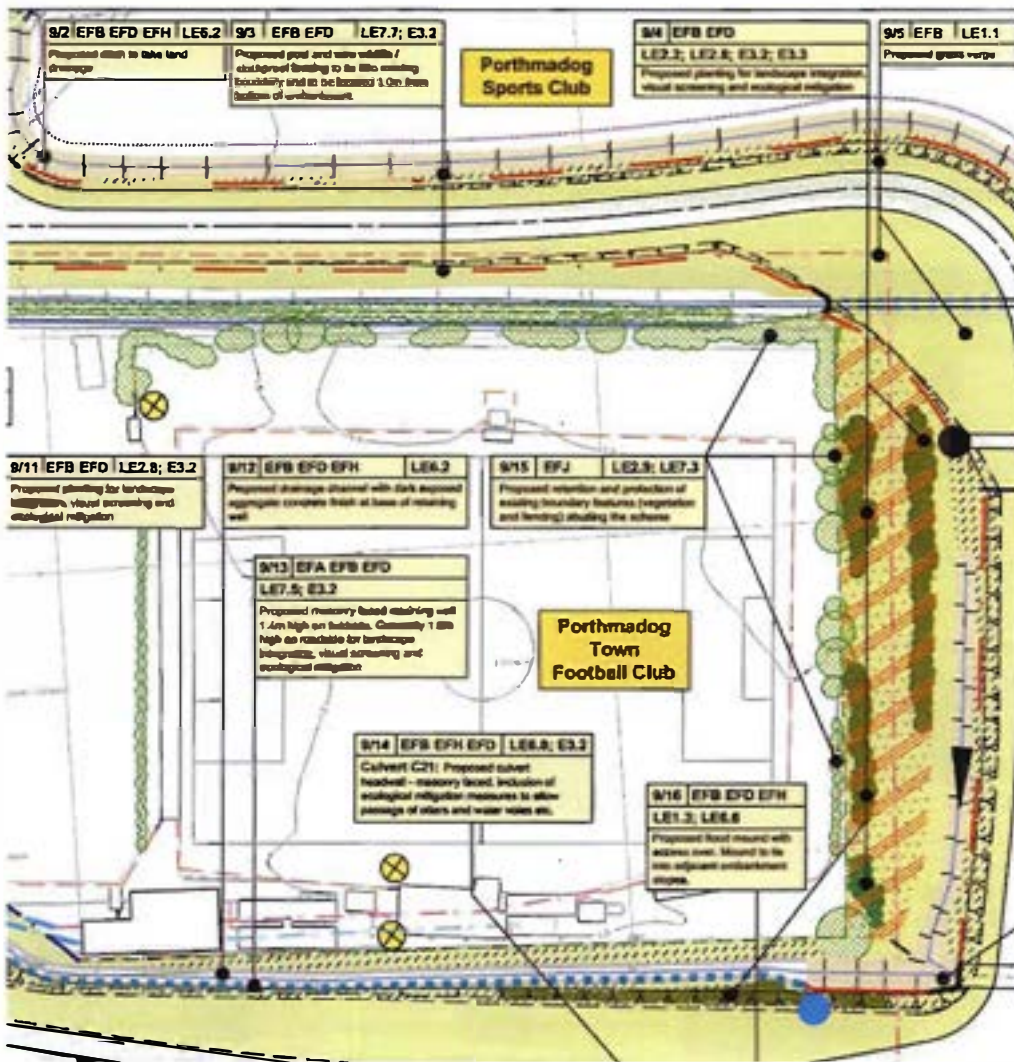 9/2 EFB EFD EFH LE6.2
Proposed ditch to take land
drainage
9/3 EFB EFD LE7.7; E3.2
Proposed post and wire wildlife /
stockproof fencing to tie into existing
boundary and to be located 1.0m from
bottom of embankment.
Porthmadog
Sports Club
9/4 EFB EFD
LE2.2; LE2.8; E3.2; E3.3
Proposed planting for landscape integration,
visual screening and ecological mitigation
9/5 EFB LE1.1
Proposed grass verge
9/11 EFB EFD LE2.8; E3.2
Proposed planting for landscape
integration, visual screening and
ecological mitigation
9/12 EFB EFD EFH LE6.2
Proposed drainage channel with dark exposed
aggregate concrete finish at base of retaining
wall
9/15 EFJ LE2.9; LE7.3
Proposed retention and protection of
existing boundary features (vegetation
and fencing) abutting the scheme
9/13 EFA EFB EFD
LE7.5; E3.2
Proposed masonry faced retaining wall
1.4m high on fieldside. Generally
high on roadside for landscape
integration, visual screening and
ecological mitigation
Porthmadog
Town
Football Club
9/14 EFB EFH EFD LE6.8; E3.2
Culvert C21: Proposed culvert
headwall - masonry faced. Inclusion of
ecological mitigation measures to allow
passage of otters and water voles etc.
9/16 EFB EFD EFH
LE1.3; LE6.6
Proposed flood mound with
access over. Mound to tie
into adjacent embankment
slopes.